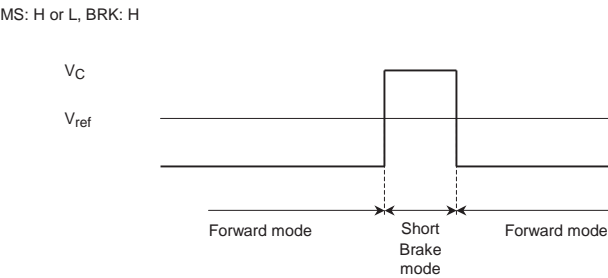 MS: H or L, BRK: H
VC
Vref
Forward mode
Short
Brake
mode
Forward mode